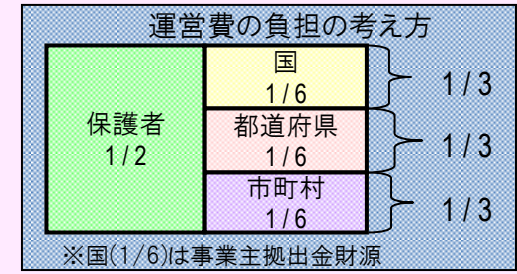 運営費の負担の考え方
保護者
1/2
国
1/6
都道府県
1/6
市町村
1/6
1/3
1/3
1/3
※国(1/6)は事業主拠出金財源